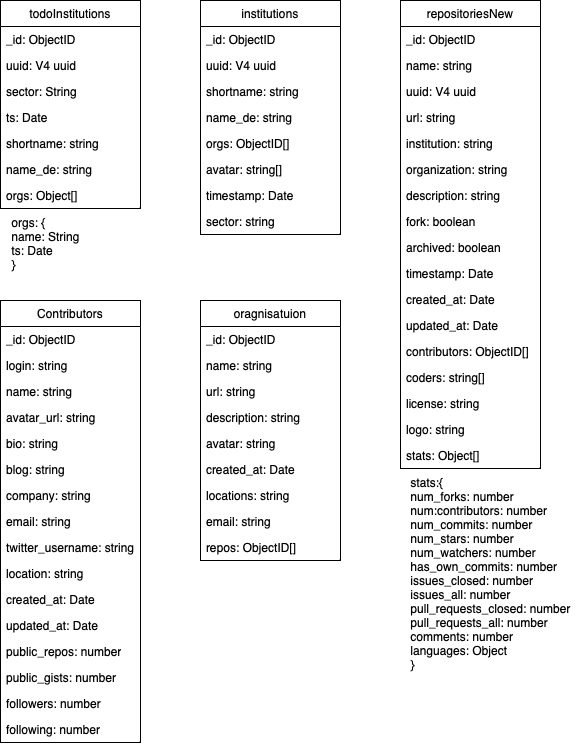 todoInstitutions
_id: ObjectID
uuid: V4 uuid
sector: String
ts: Date
shortname: string
name_de: string
orgs: Object[]
orgs: {
name: String
ts: Date
}
institutions
_id: ObjectID
uuid: V4 uuid
shortname: string
name_de: string
orgs: ObjectID[]
avatar: string[]
timestamp: Date
sector: string
repositoriesNew
_id: ObjectID
name: string
uuid: V4 uuid
url: string
institution: string
organization: string
description: string
fork: boolean
archived: boolean
timestamp: Date
created_at: Date
updated_at: Date
contributors: ObjectID[]
coders: string[]
license: string
logo: string
stats: Object[]
stats:{
num_forks: number
num:contributors: number
num_commits: number
num_stars: number
num_watchers: number
has_own_commits: number
issues_closed: number
issues_all: number
pull_requests_closed: number
pull_requests_all: number
comments: number
languages: Object
}
Contributors
_id: ObjectID
login: string
name: string
avatar_url: string
bio: string
blog: string
company: string
email: string
twitter_username: string
location: string
created_at: Date
updated_at: Date
public_repos: number
public_gists: number
followers: number
following: number
oragnisatuion
_id: ObjectID
name: string
url: string
description: string
avatar: string
created_at: Date
locations: string
email: string
repos: ObjectID[]